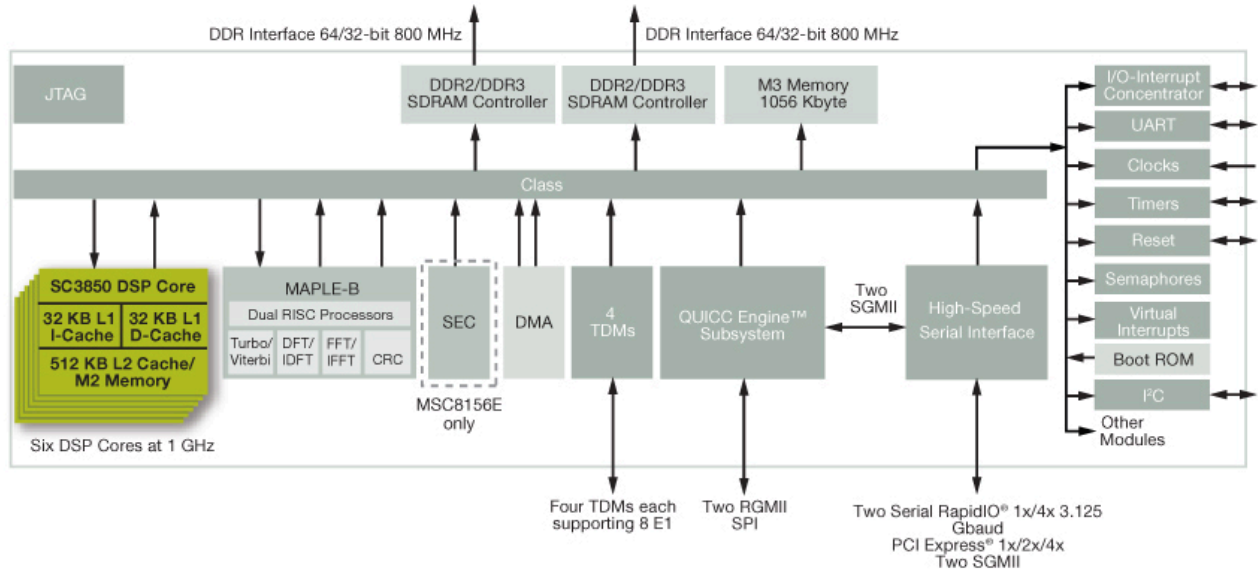 DDR Interface 64/32-bit 800 MHz
DDR Interface 64/32-bit 800 MHz
JTAG
DDR2/DDR3
SDRAM Controller
DDR2/DDR3
SDRAM Controller
M3 Memory
1056 Kbyte
I/O-Interrupt
Concentrator
UART
Clocks
Timers
Reset
Semaphores
Virtual
Interrupts
Boot ROM
I²C
Other
Modules
Class
SC3850 DSP Core
32 KB L1
I-Cache
32 KB L1
D-Cache
512 KB L2 Cache/
M2 Memory
Six DSP Cores at 1 GHz
MAPLE-B
Dual RISC Processors
Turbo/
Viterbi
DFT/
IDFT
FFT/
IFFT
CRC
SEC
MSC8156E
only
DMA
4
TDMs
QUICC Engine™
Subsystem
Two
SGMII
High-Speed
Serial Interface
Four TDMs each
supporting 8 E1
Two RGMII
SPI
Two Serial RapidIO® 1x/4x 3.125
Gbaud
PCI Express® 1x/2x/4x
Two SGMII